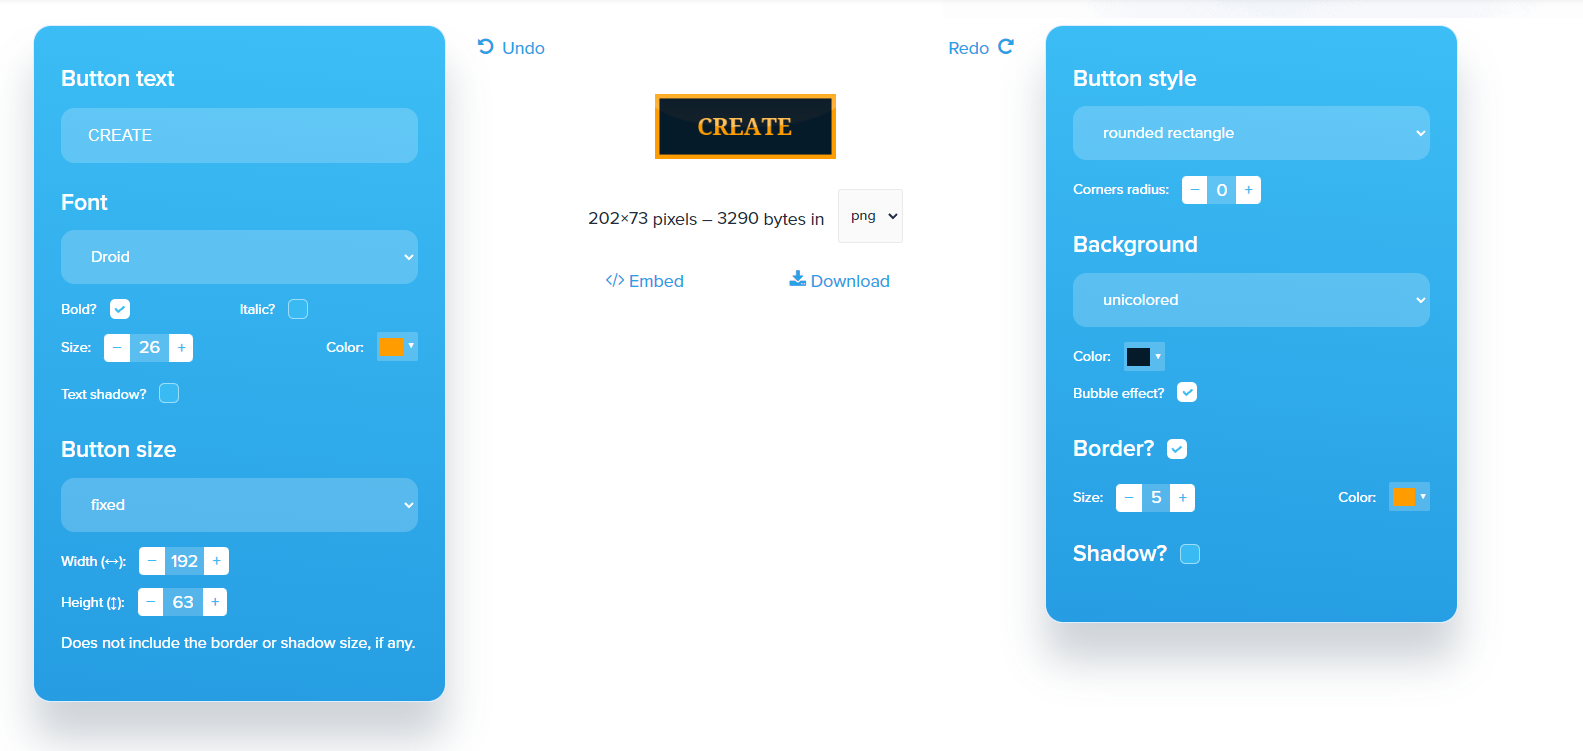 Button text
CREATE
Font
Droid
Bold?
Italic?
Size: − 26 +
Color:
Text shadow?
Button size
fixed
Width (↔): − 192 +
Height (↕): − 63 +
Does not include the border or shadow size, if any.
Undo
Redo
CREATE
202×73 pixels – 3290 bytes in png
</> Embed
Download
Button style
rounded rectangle
Corners radius: − 0 +
Background
unicolored
Color:
Bubble effect?
Border?
Size: − 5 +
Color:
Shadow?